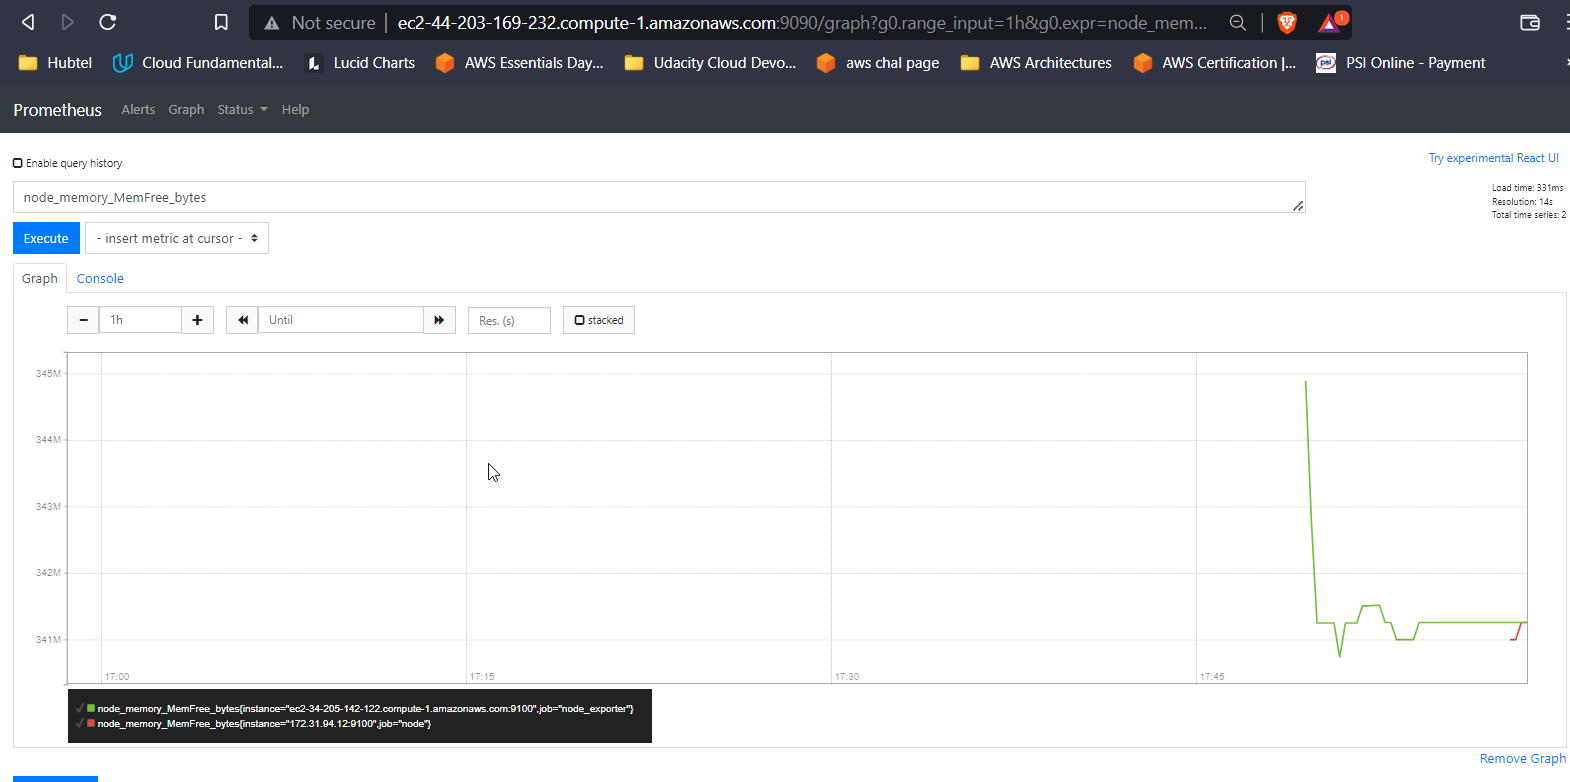 Not secure ec2-44-203-169-232.compute-1.amazonaws.com:9090/graph?g0.range_input=1h&g0.expr=node_mem... 1
Hubtel Cloud Fundamental... Lucid Charts AWS Essentials Day... Udacity Cloud Devo... aws chal page AWS Architectures AWS Certification |... psi PSI Online - Payment
Prometheus Alerts Graph Status Help
Enable query history
Try experimental React UI
node_memory_MemFree_bytes
Load time: 331ms
Resolution: 14s
Total time series: 2
Execute - insert metric at cursor -
Graph Console
1h Until Res. (s) stacked
345M
344M
343M
342M
341M
17:00 17:15 17:30 17:45
node_memory_MemFree_bytes{instance="ec2-34-205-142-122.compute-1.amazonaws.com:9100",job="node_exporter"}
node_memory_MemFree_bytes{instance="172.31.94.12:9100",job="node"}
Remove Graph